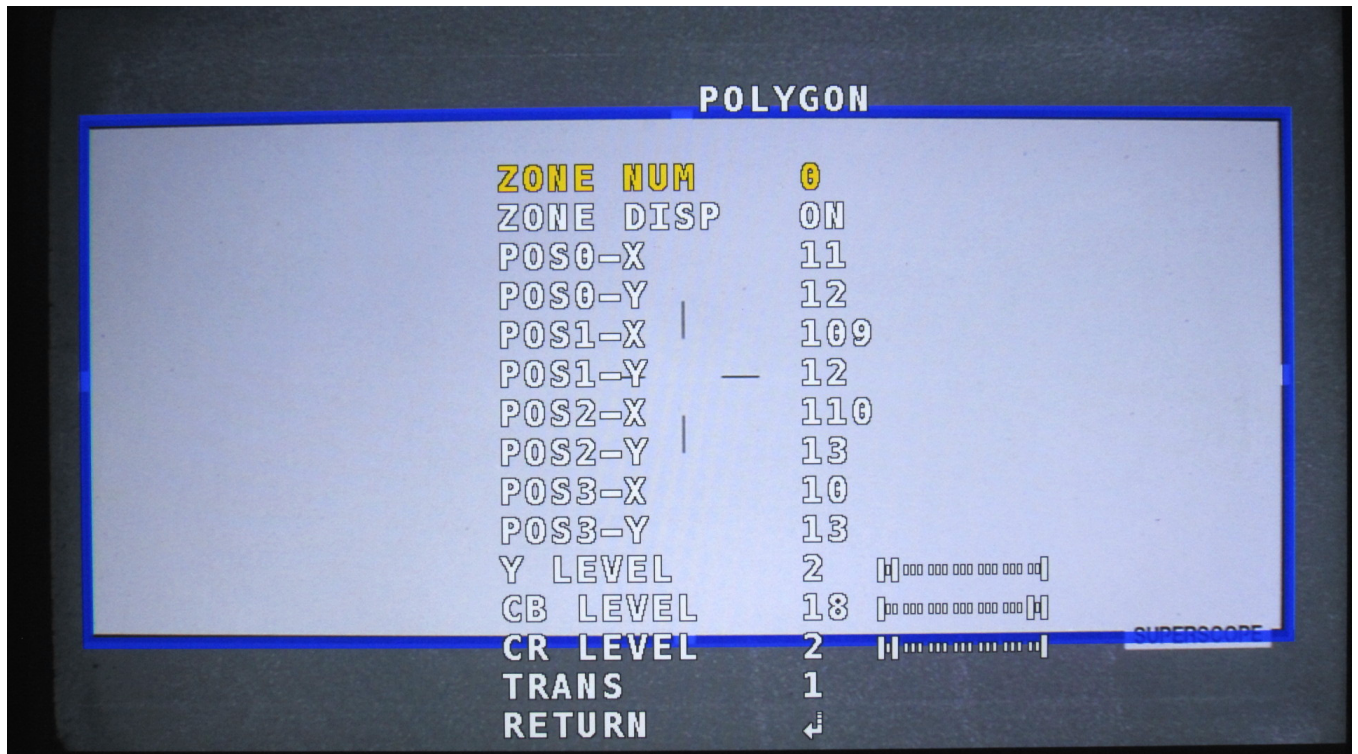 POLYGON
ZONE NUM 0
ZONE DISP ON
POS0-X 11
POS0-Y 12
POS1-X 109
POS1-Y 12
POS2-X 110
POS2-Y 13
POS3-X 10
POS3-Y 13
Y LEVEL 2
CB LEVEL 18
SUPERSCOPE
CR LEVEL 2
TRANS 1
RETURN